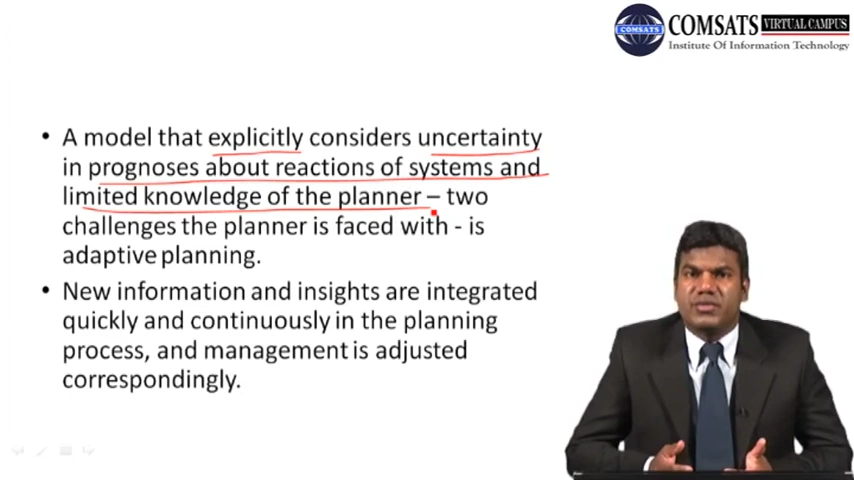 COMSATS
COMSATS VIRTUAL CAMPUS
Institute Of Information Technology
• A model that explicitly considers uncertainty
in prognoses about reactions of systems and
limited knowledge of the planner – two
challenges the planner is faced with - is
adaptive planning.
• New information and insights are integrated
quickly and continuously in the planning
process, and management is adjusted
correspondingly.